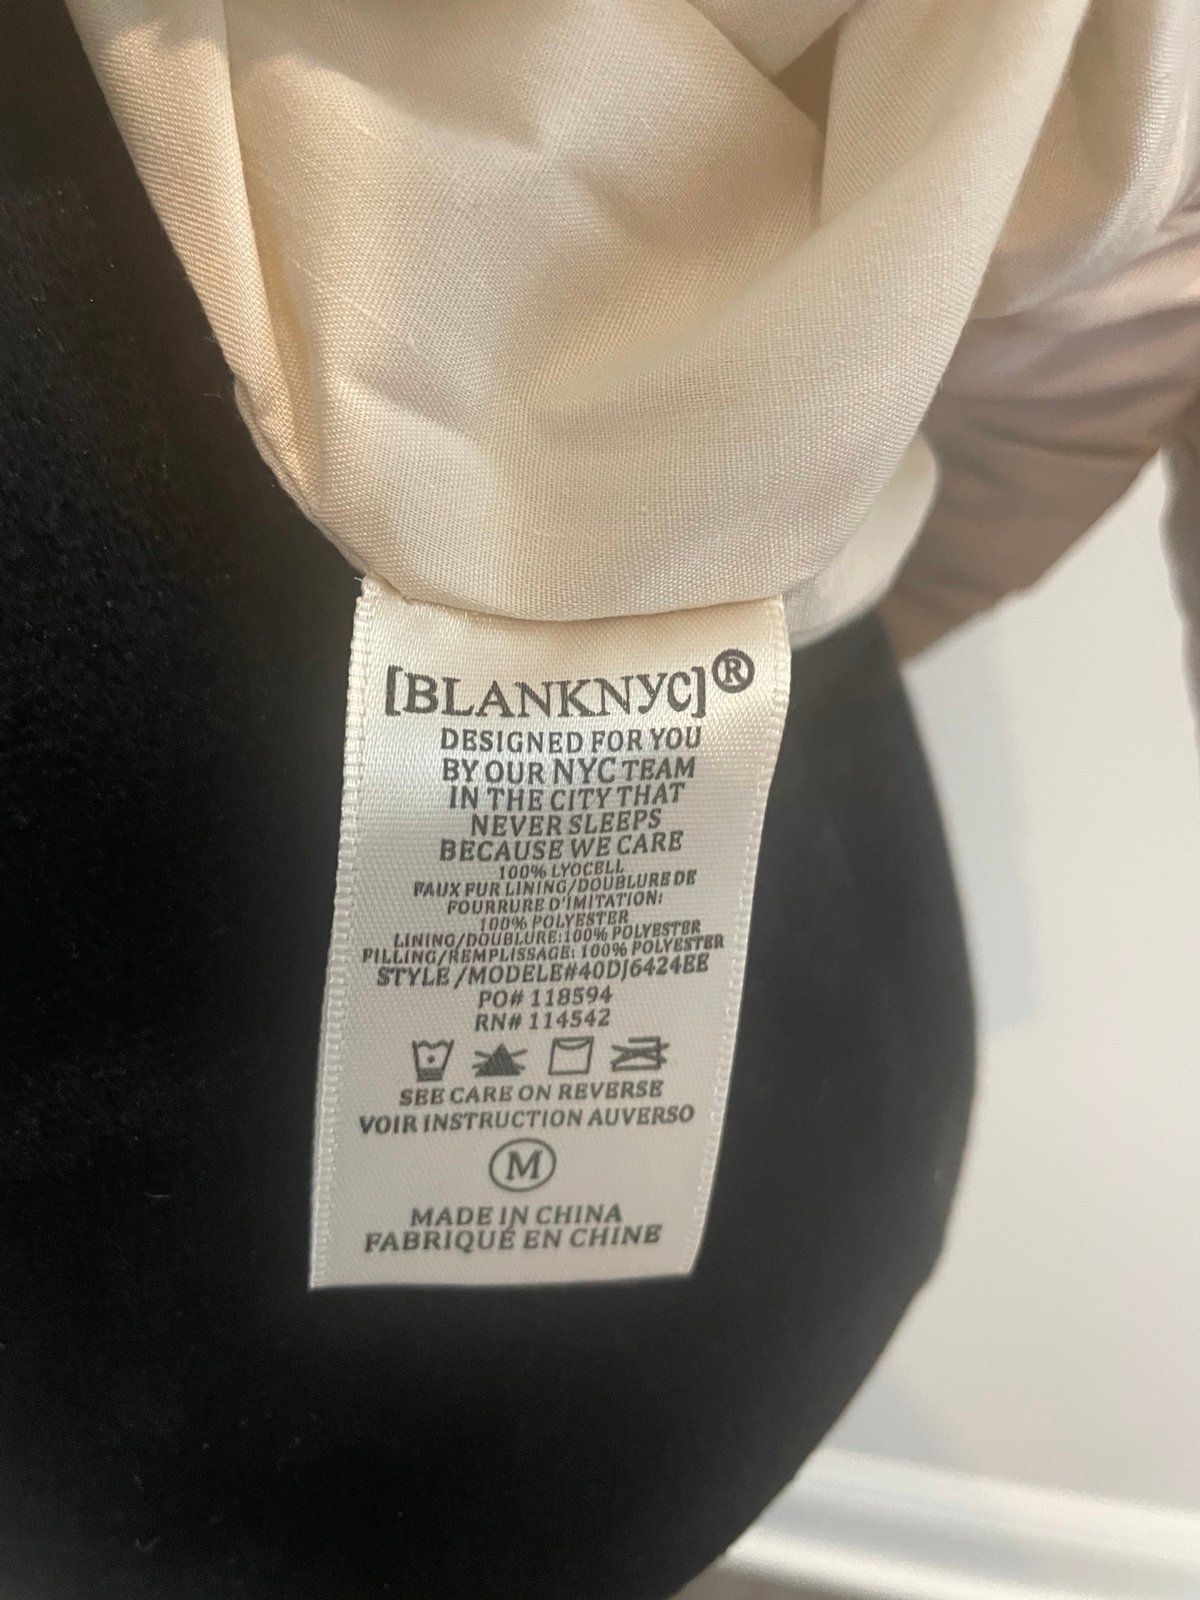 [BLANKNYC]®
DESIGNED FOR YOU
BY OUR NYC TEAM
IN THE CITY THAT
NEVER SLEEPS
BECAUSE WE CARE
100% LYOCELL
FAUX FUR LINING/DOUBLURE DE
FOURRURE D'IMITATION:
100% POLYESTER
LINING/DOUBLURE:100% POLYESTER
FILLING/REMPLISSAGE: 100% POLYESTER
STYLE/MODELE#40DJ6424EE
PO# 118594
RN# 114542
SEE CARE ON REVERSE
VOIR INSTRUCTION AUVERSO
M
MADE IN CHINA
FABRIQUÉ EN CHINE